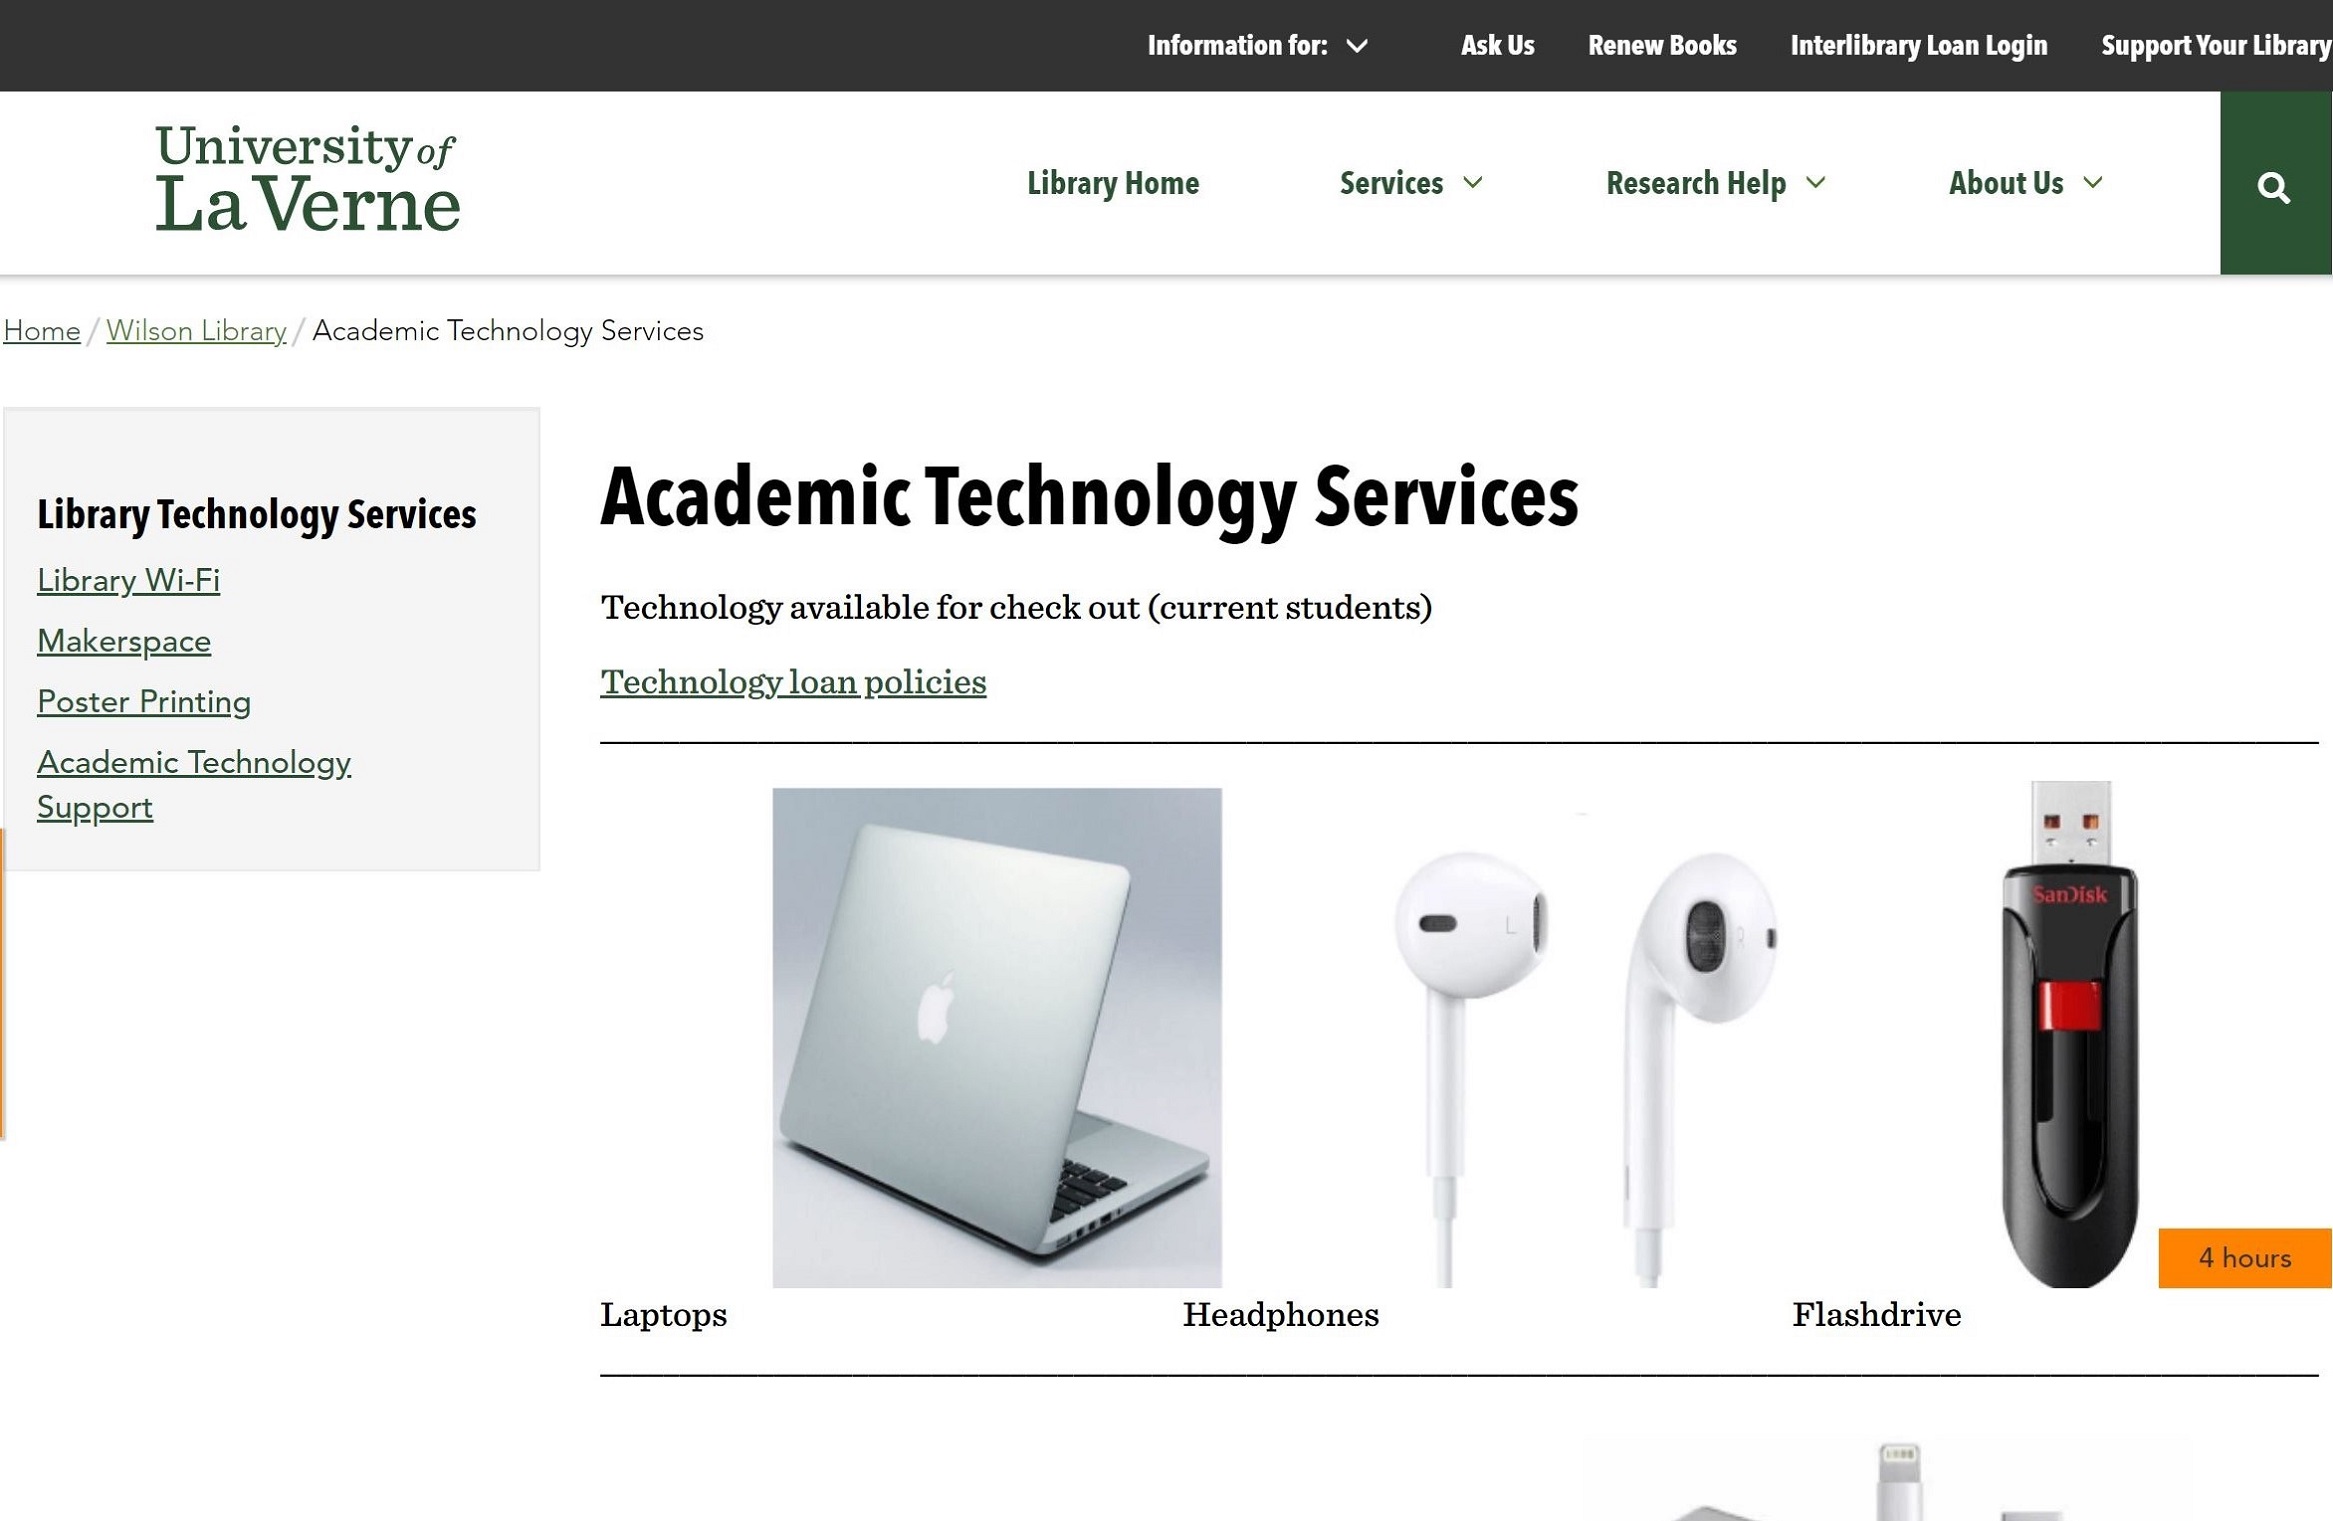 Information for: Ask Us Renew Books Interlibrary Loan Login Support Your Library
University of
La Verne
Library Home Services Research Help About Us
Home / Wilson Library / Academic Technology Services
Library Technology Services
Library Wi-Fi
Makerspace
Poster Printing
Academic Technology
Support
Academic Technology Services
Technology available for check out (current students)
Technology loan policies
L
R
SanDisk
4 hours
Laptops Headphones Flashdrive